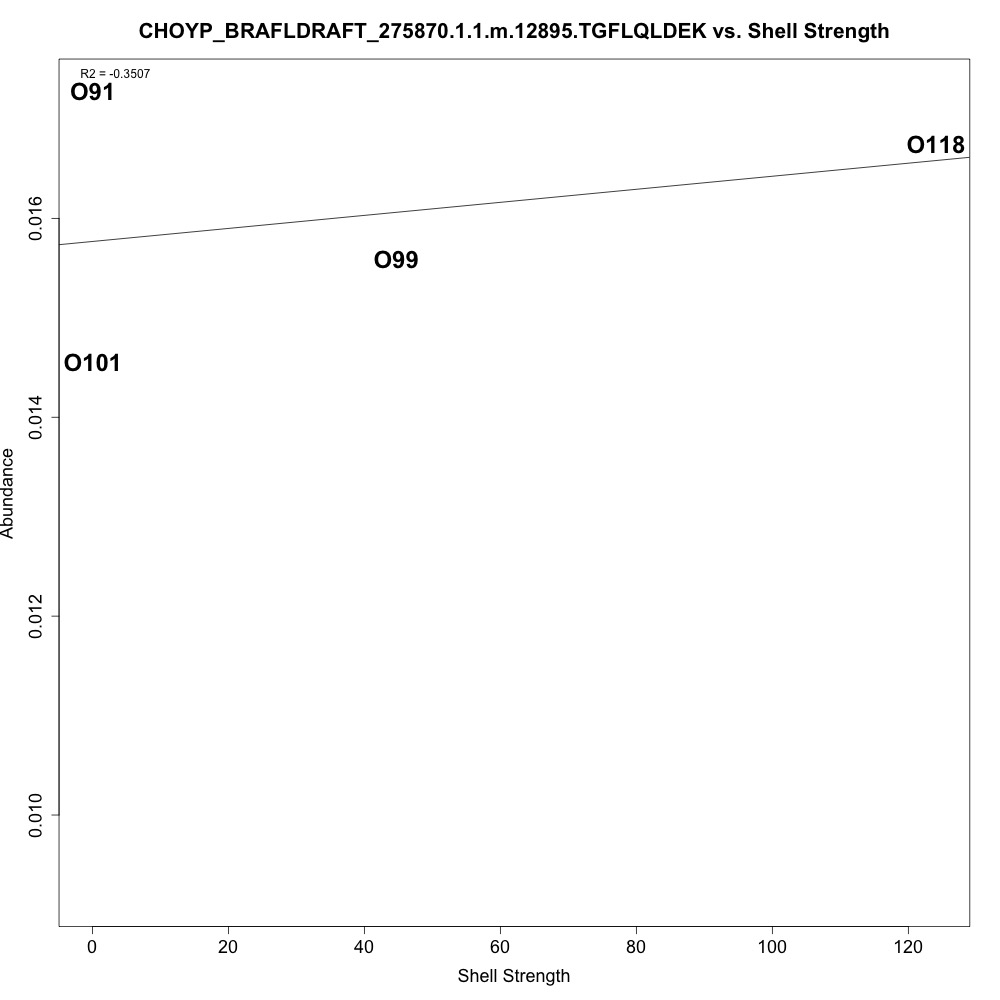 CHOYP_BRAFLDRAFT_275870.1.1.m.12895.TGFLQLDEK vs. Shell Strength
R2 = -0.3507
O91
O118
0.016
O99
O101
0.014
Abundance
0.012
0.010
0 20 40 60 80 100 120
Shell Strength